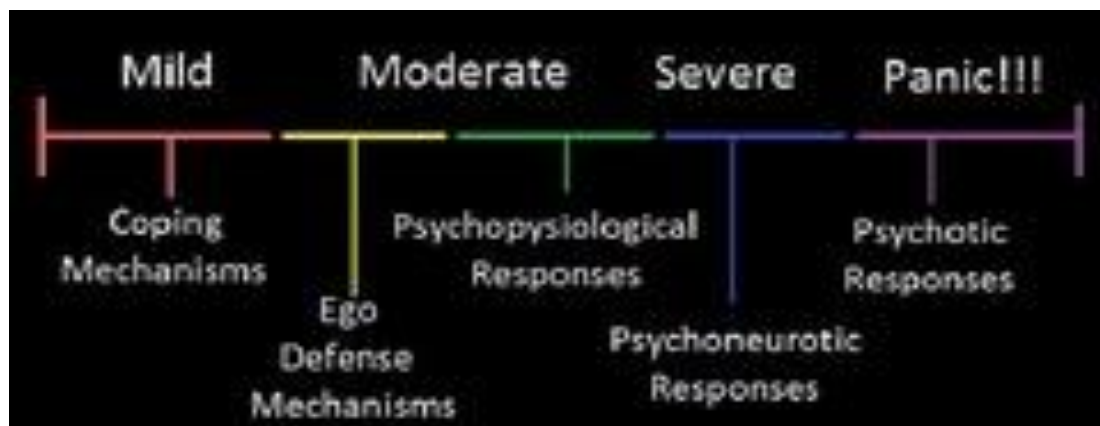 Mild Moderate Severe Panic!!!
Coping
Mechanisms
Ego
Defense
Mechanisms
Psychopysiological
Responses
Psychoneurotic
Responses
Psychotic
Responses